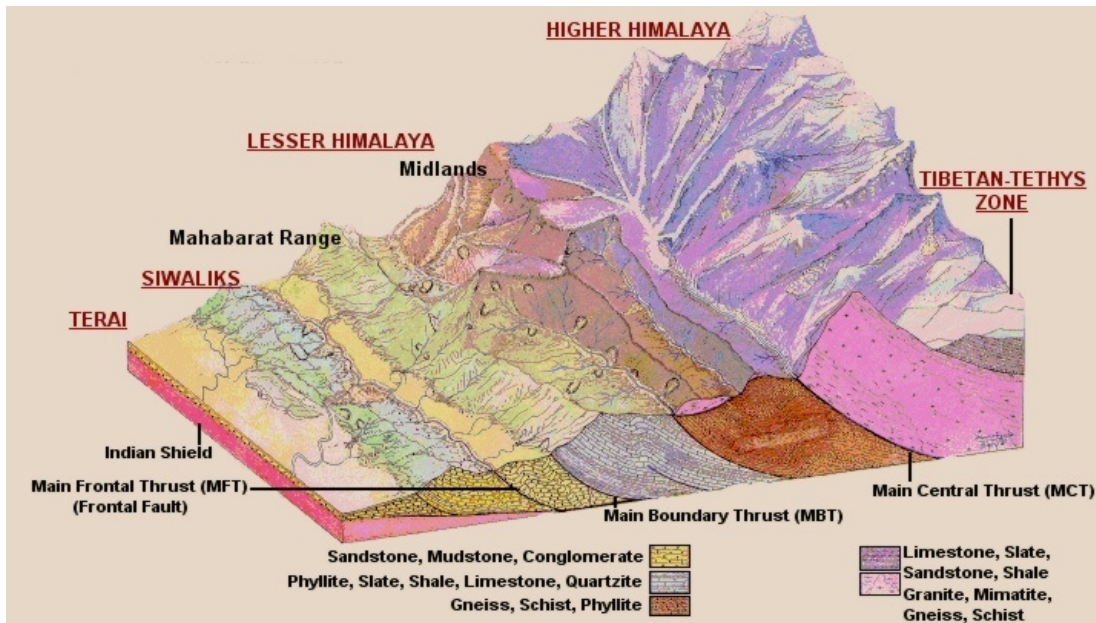 HIGHER HIMALAYA
LESSER HIMALAYA
Midlands
TIBETAN-TETHYS
ZONE
Mahabarat Range
SIWALIKS
TERAI
Indian Shield
Main Frontal Thrust (MFT)
(Frontal Fault)
Main Central Thrust (MCT)
Main Boundary Thrust (MBT)
Sandstone, Mudstone, Conglomerate
Phyllite, Slate, Shale, Limestone, Quartzite
Gneiss, Schist, Phyllite
Limestone, Slate,
Sandstone, Shale
Granite, Mimatite,
Gneiss, Schist